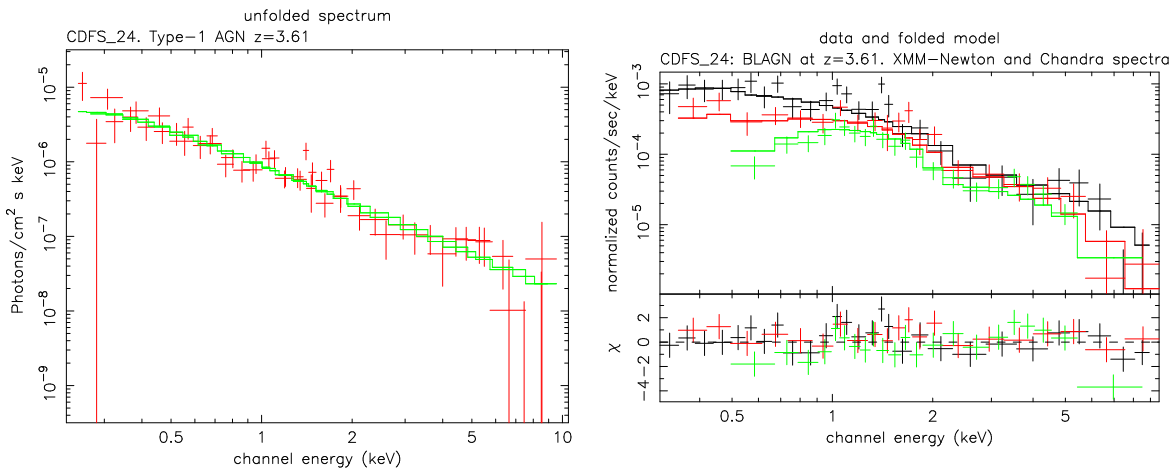 unfolded spectrum
CDFS_24. Type-1 AGN z=3.61
Photons/cm² s keV
10⁻⁵
10⁻⁶
10⁻⁷
10⁻⁸
10⁻⁹
0.5 1 2 5 10
channel energy (keV)
data and folded model
CDFS_24: BLAGN at z=3.61. XMM-Newton and Chandra spectra
normalized counts/sec/keV
10⁻³
10⁻⁴
10⁻⁵
χ
2
0
-2
-4
0.5 1 2 5
channel energy (keV)